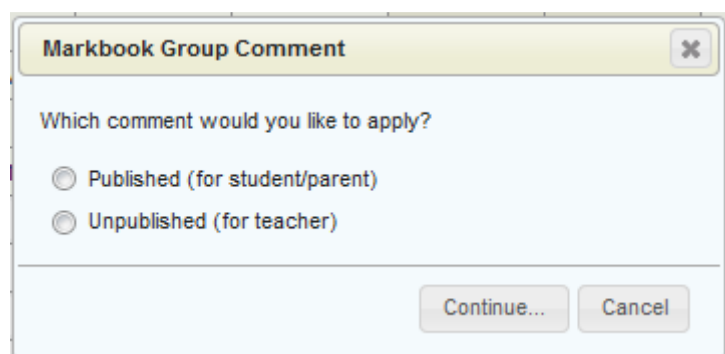 Markbook Group Comment
Which comment would you like to apply?
Published (for student/parent)
Unpublished (for teacher)
Continue... Cancel